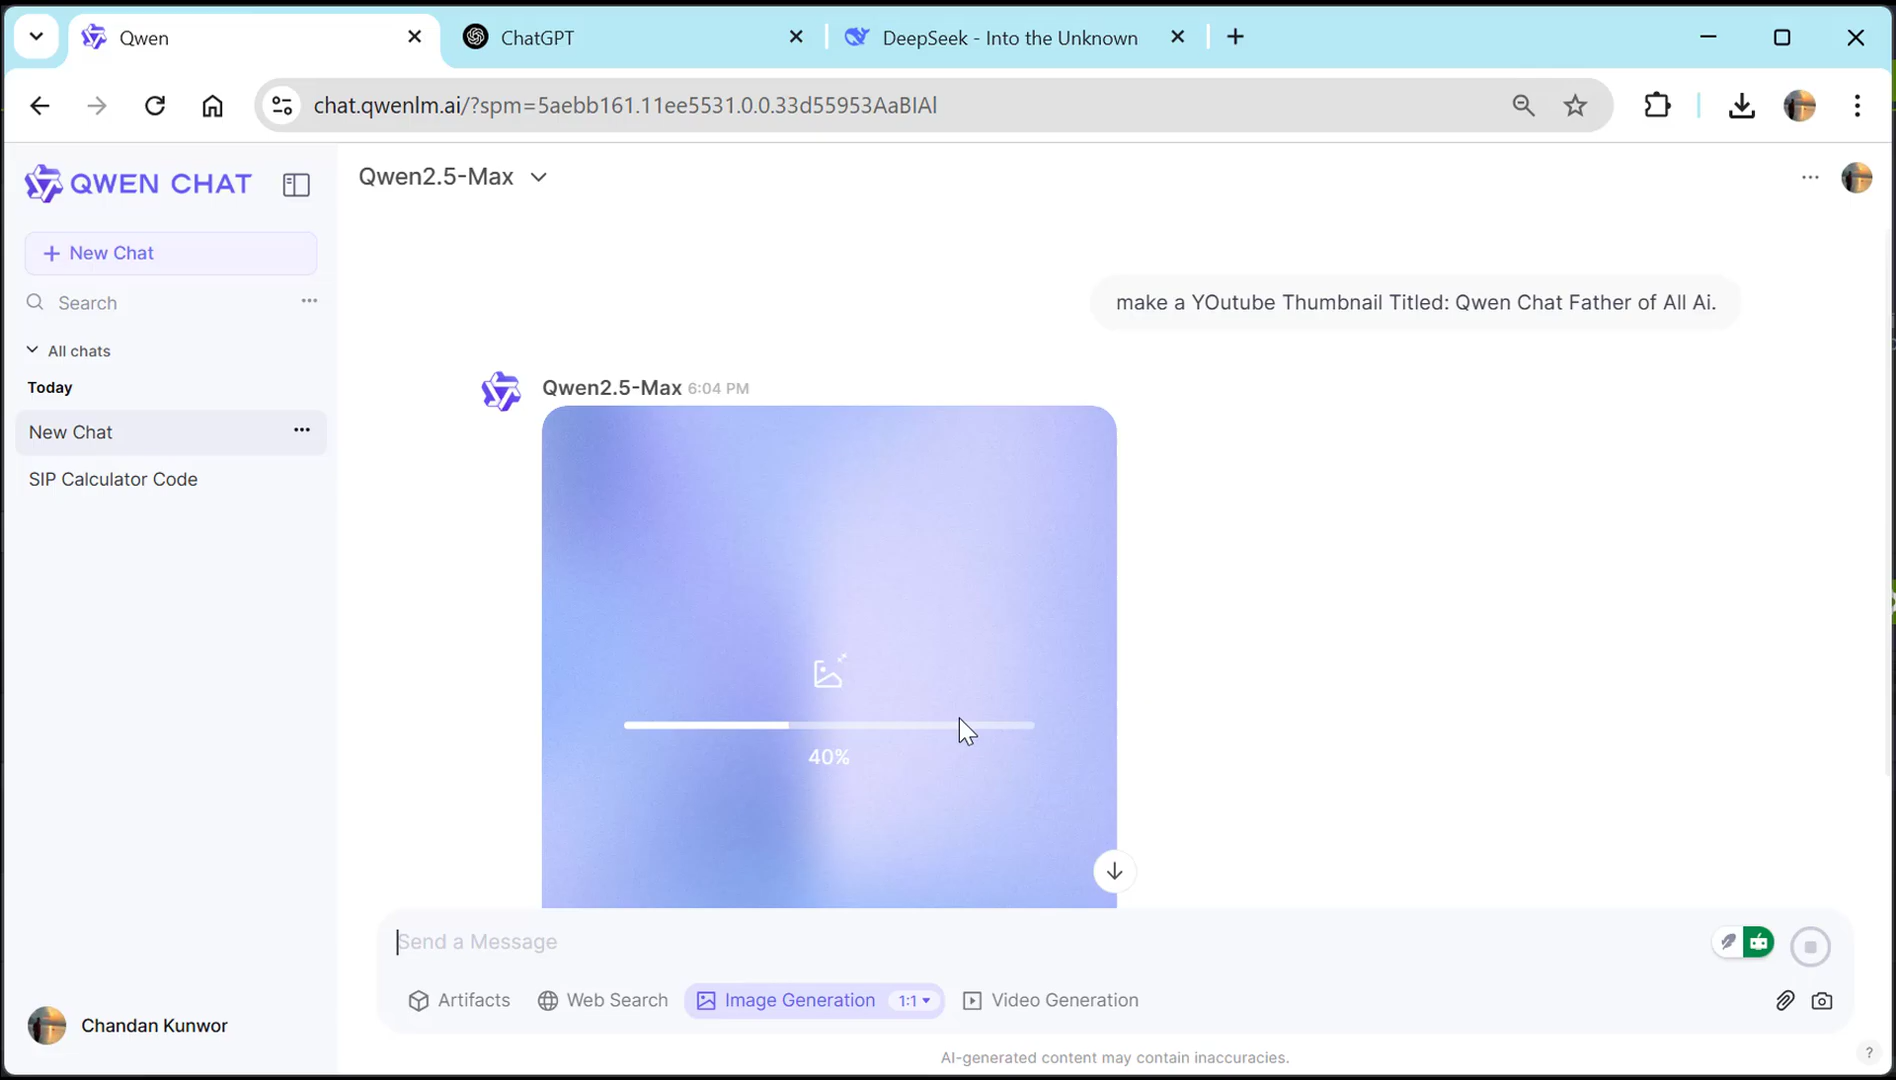 Qwen
ChatGPT
DeepSeek - Into the Unknown
chat.qwenlm.ai/?spm=5aebb161.11ee5531.0.0.33d55953AaBIAl
QWEN CHAT
Qwen2.5-Max
New Chat
make a YOutube Thumbnail Titled: Qwen Chat Father of All Ai.
Search
All chats
Today
Qwen2.5-Max 6:04 PM
New Chat
SIP Calculator Code
40%
Send a Message
Artifacts
Web Search
Image Generation 1:1
Video Generation
Chandan Kunwor
AI-generated content may contain inaccuracies.
?